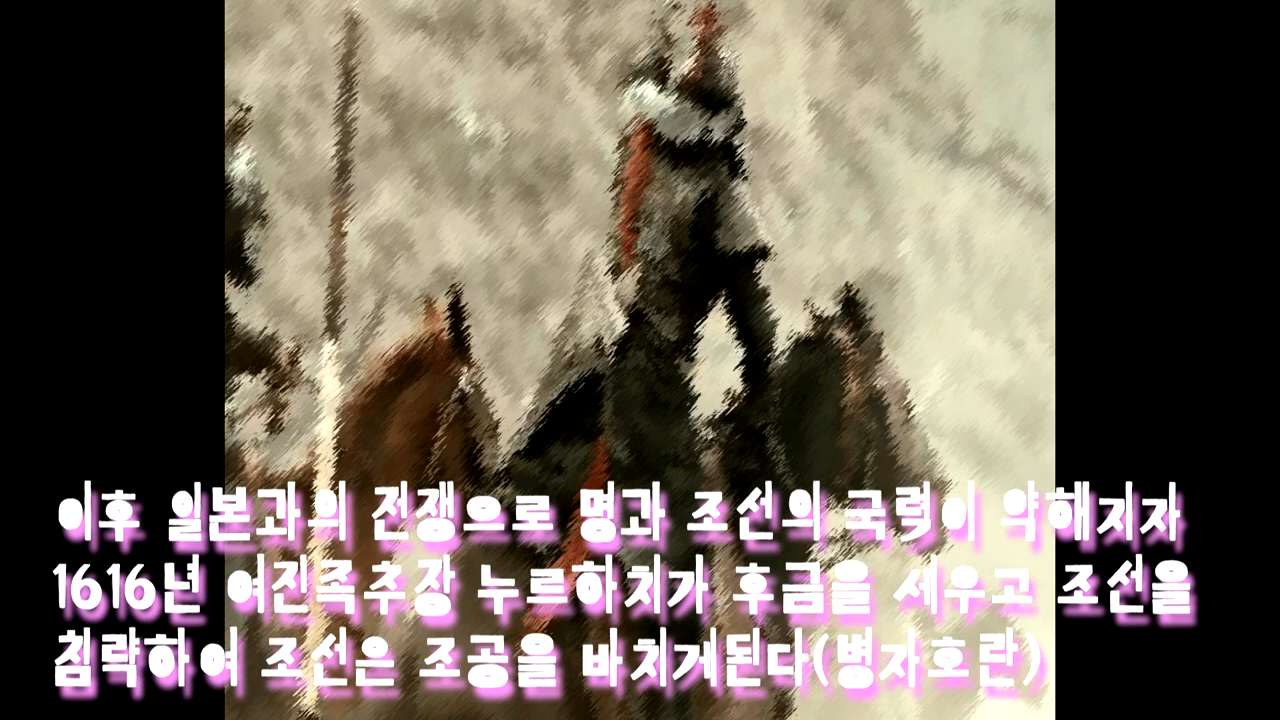 이후 일본과의 전쟁으로 명과 조선의 국력이 약해지자
1616년 여진족추장 누르하치가 후금을 세우고 조선을
침략하여 조선은 조공을 바치게된다(병자호란)